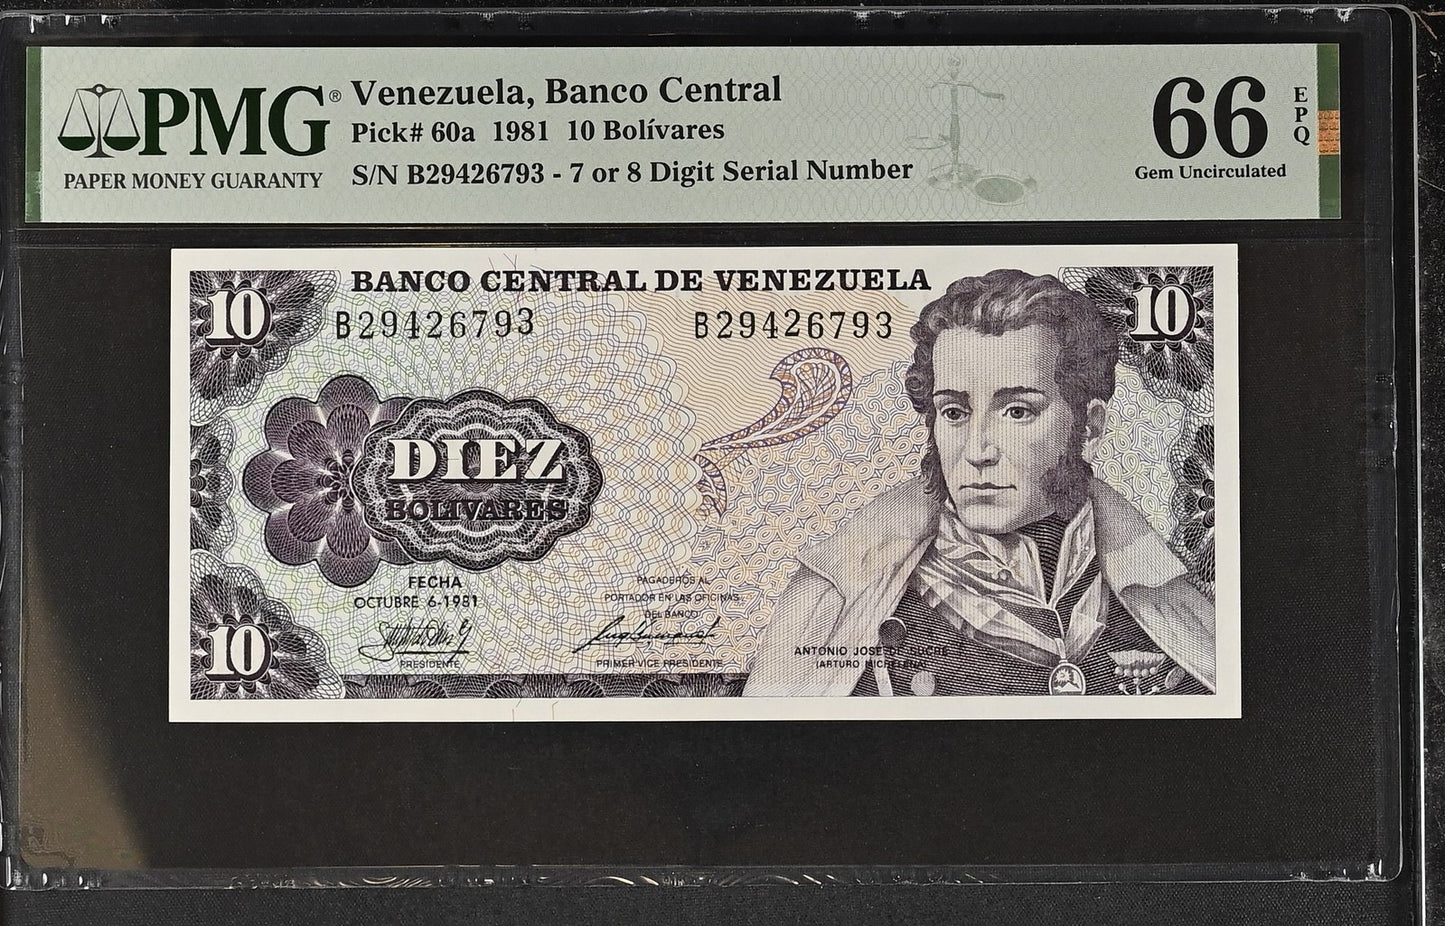 PMG®
PAPER MONEY GUARANTY
Venezuela, Banco Central
Pick# 60a 1981 10 Bolívares
S/N B29426793 - 7 or 8 Digit Serial Number
66
EPQ
Gem Uncirculated
BANCO CENTRAL DE VENEZUELA
10
10
B29426793
B29426793
DIEZ
BOLIVARES
FECHA
OCTUBRE 6-1981
PAGADEROS AL
PORTADOR EN LAS OFICINAS
DEL BANCO
10
PRESIDENTE
PRIMER VICE PRESIDENTE
ANTONIO JOSE DE SUCRE
(ARTURO MICHELENA)